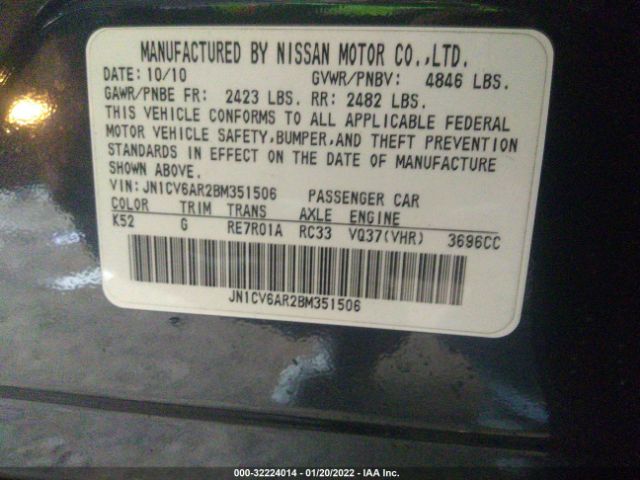 MANUFACTURED BY NISSAN MOTOR CO.,LTD.
DATE: 10/10 GVWR/PNBV: 4846 LBS.
GAWR/PNBE FR: 2423 LBS. RR: 2482 LBS.
THIS VEHICLE CONFORMS TO ALL APPLICABLE FEDERAL
MOTOR VEHICLE SAFETY, BUMPER, AND THEFT PREVENTION
STANDARDS IN EFFECT ON THE DATE OF MANUFACTURE
SHOWN ABOVE.
VIN: JN1CV6AR2BM351506 PASSENGER CAR
COLOR TRIM TRANS AXLE ENGINE
K52 G RE7R01A RC33 VQ37(VHR) 3696CC
JN1CV6AR2BM351506
000-32224014 - 01/20/2022 - IAA Inc.